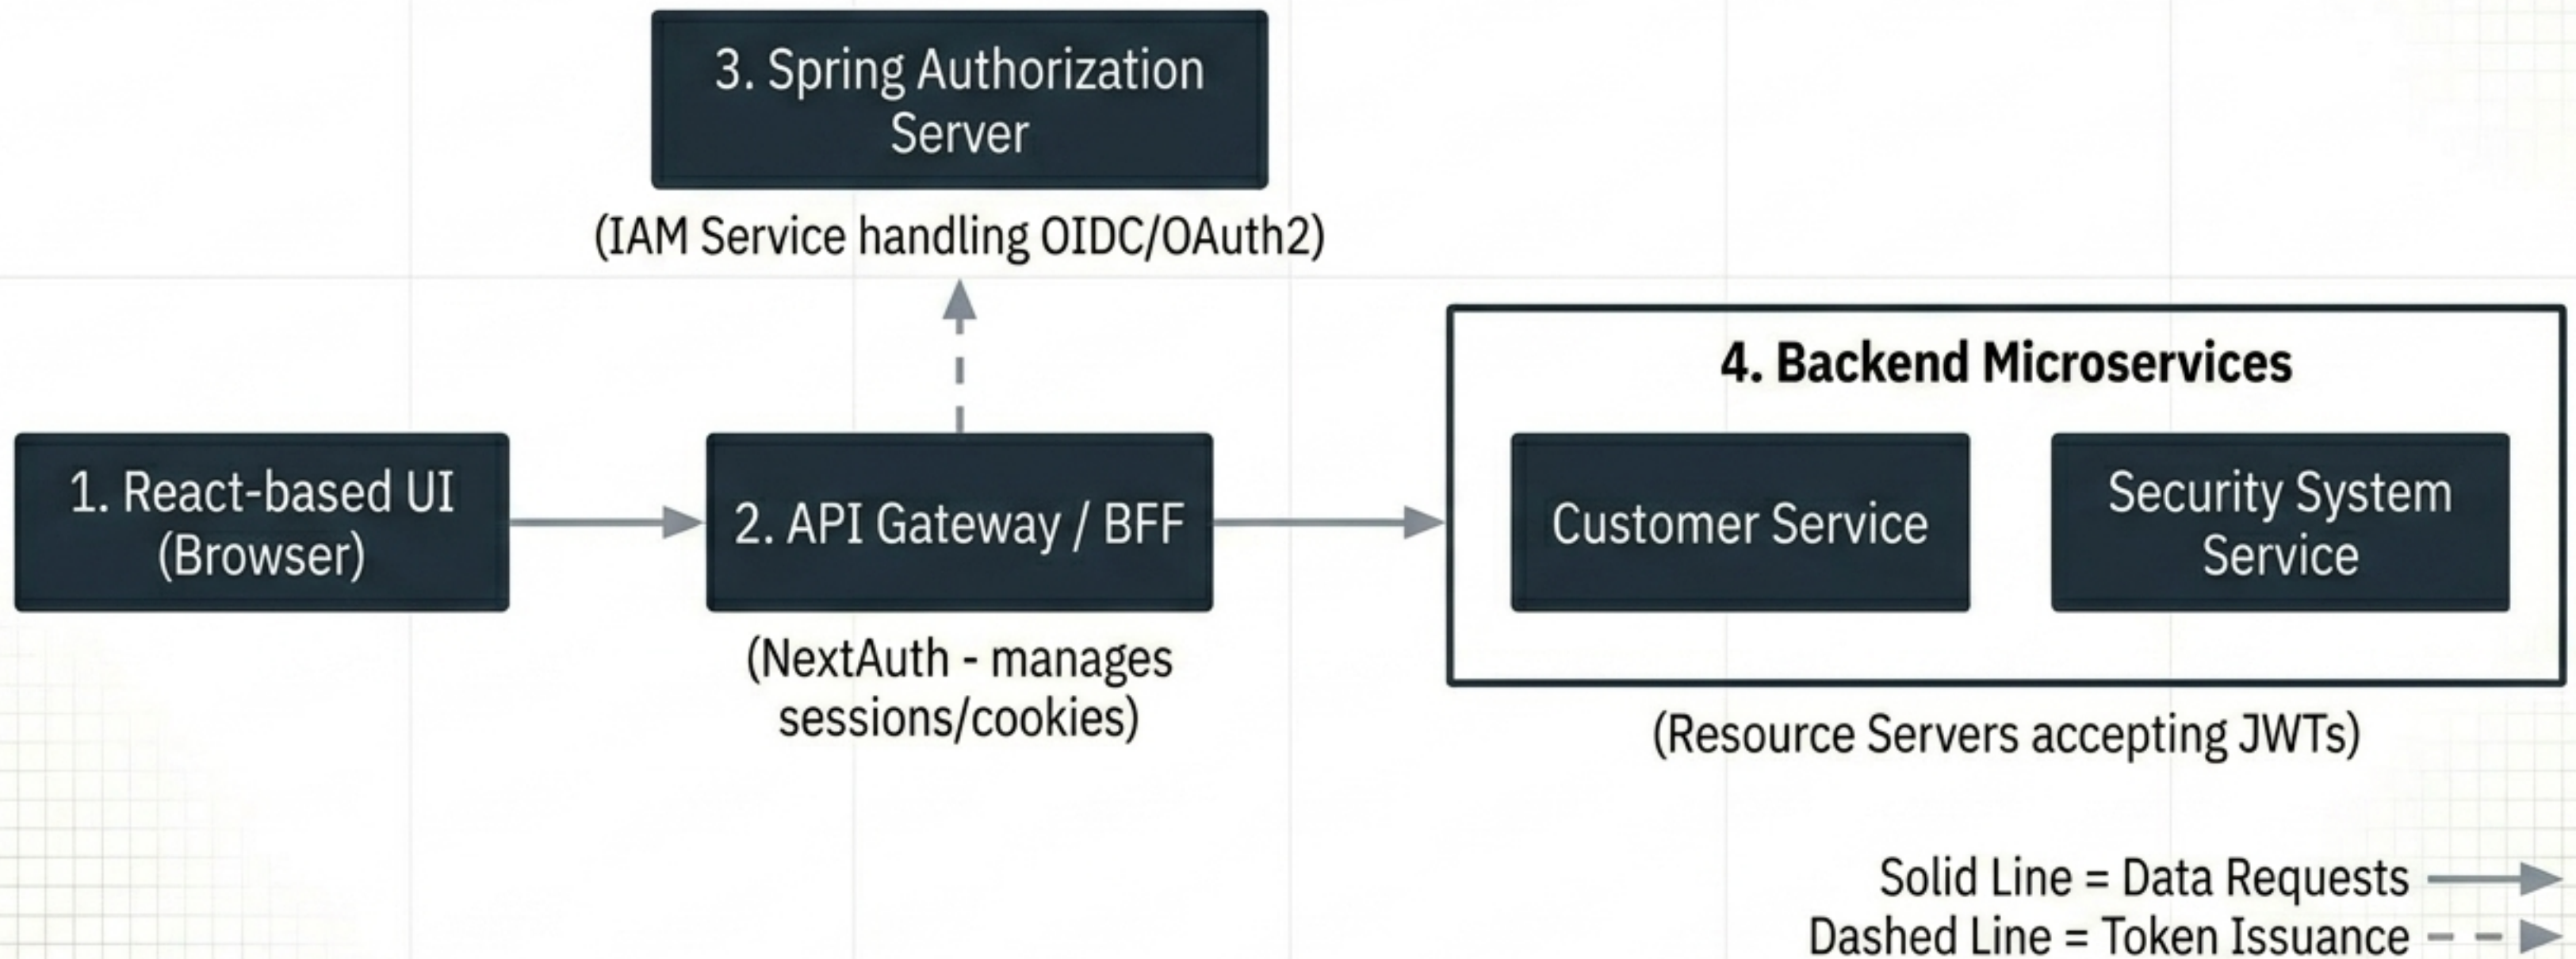 3. Spring Authorization
Server
(IAM Service handling OIDC/OAuth2)
1. React-based UI
(Browser)
2. API Gateway / BFF
(NextAuth - manages
sessions/cookies)
4. Backend Microservices
Customer Service
Security System
Service
(Resource Servers accepting JWTs)
Solid Line = Data Requests
Dashed Line = Token Issuance